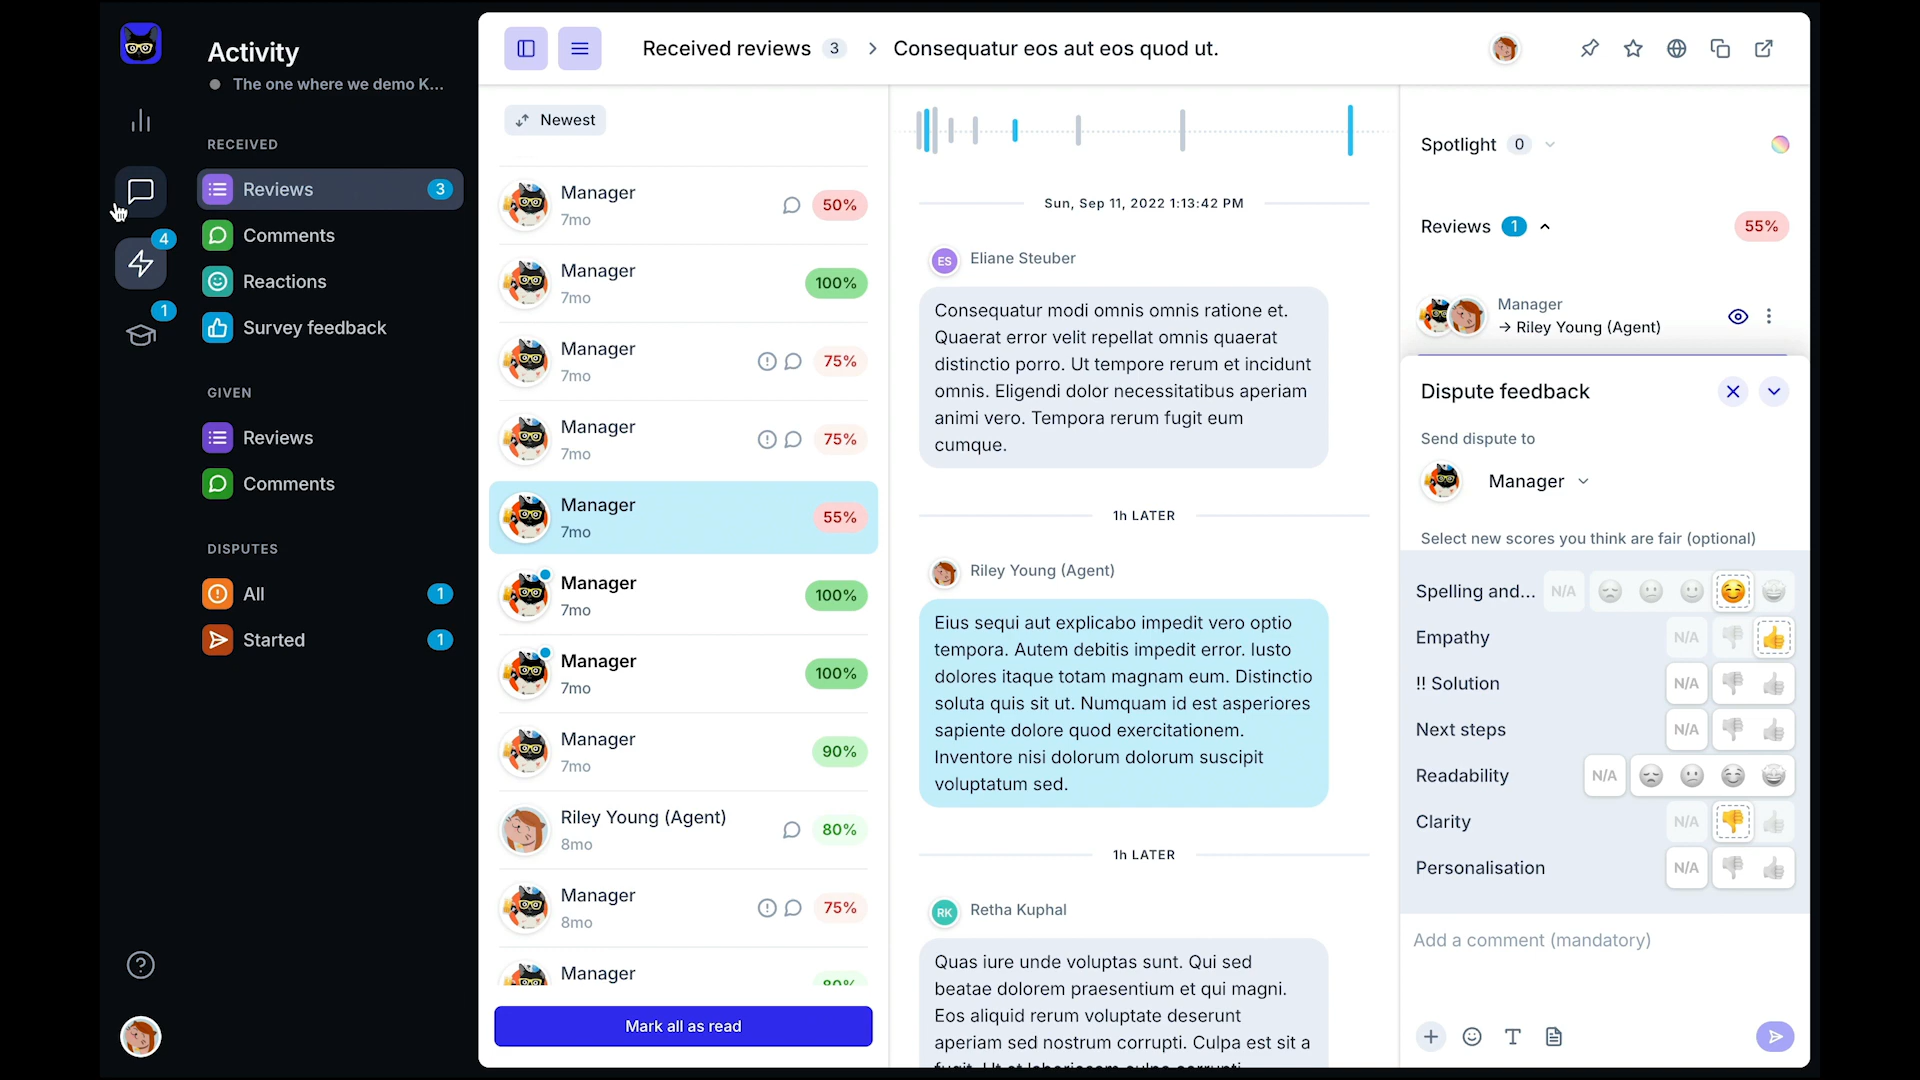 Activity
The one where we demo K...
RECEIVED
Reviews 3
Comments
4
Reactions
1
Survey feedback
GIVEN
Reviews
Comments
DISPUTES
All 1
Started 1
Received reviews 3 > Consequatur eos aut eos quod ut.
Newest
Manager
7mo
50%
Manager
7mo
100%
Manager
7mo
75%
Manager
7mo
75%
Manager
7mo
55%
Manager
7mo
100%
Manager
7mo
100%
Manager
7mo
90%
Riley Young (Agent)
8mo
80%
Manager
8mo
75%
Manager
80%
Mark all as read
Sun, Sep 11, 2022 1:13:42 PM
ES
Eliane Steuber
Consequatur modi omnis omnis ratione et.
Quaerat error velit repellat omnis quaerat
distinctio porro. Ut tempore rerum et incidunt
omnis. Eligendi dolor necessitatibus aperiam
animi vero. Tempora rerum fugit eum
cumque.
1h LATER
Riley Young (Agent)
Eius sequi aut explicabo impedit vero optio
tempora. Autem debitis impedit error. Iusto
dolores itaque totam magnam eum. Distinctio
soluta quis sit ut. Numquam id est asperiores
sapiente dolore quod exercitationem.
Inventore nisi dolorum dolorum suscipit
voluptatum sed.
1h LATER
RK
Retha Kuphal
Quas iure unde voluptas sunt. Qui sed
beatae dolorem praesentium et qui magni.
Eos aliquid rerum voluptate deserunt
aperiam sed nostrum corrupti. Culpa est sit a
Spotlight 0
Reviews 1
55%
Manager
→ Riley Young (Agent)
Dispute feedback
Send dispute to
Manager
Select new scores you think are fair (optional)
Spelling and... N/A
Empathy N/A
!! Solution N/A
Next steps N/A
Readability N/A
Clarity N/A
Personalisation N/A
Add a comment (mandatory)